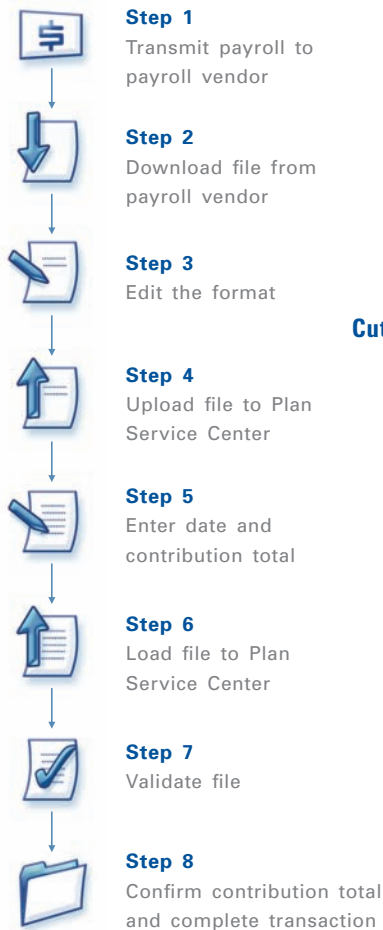 Step 1
Transmit payroll to
payroll vendor
Step 2
Download file from
payroll vendor
Step 3
Edit the format
Cut
Step 4
Upload file to Plan
Service Center
Step 5
Enter date and
contribution total
Step 6
Load file to Plan
Service Center
Step 7
Validate file
Step 8
Confirm contribution total
and complete transaction